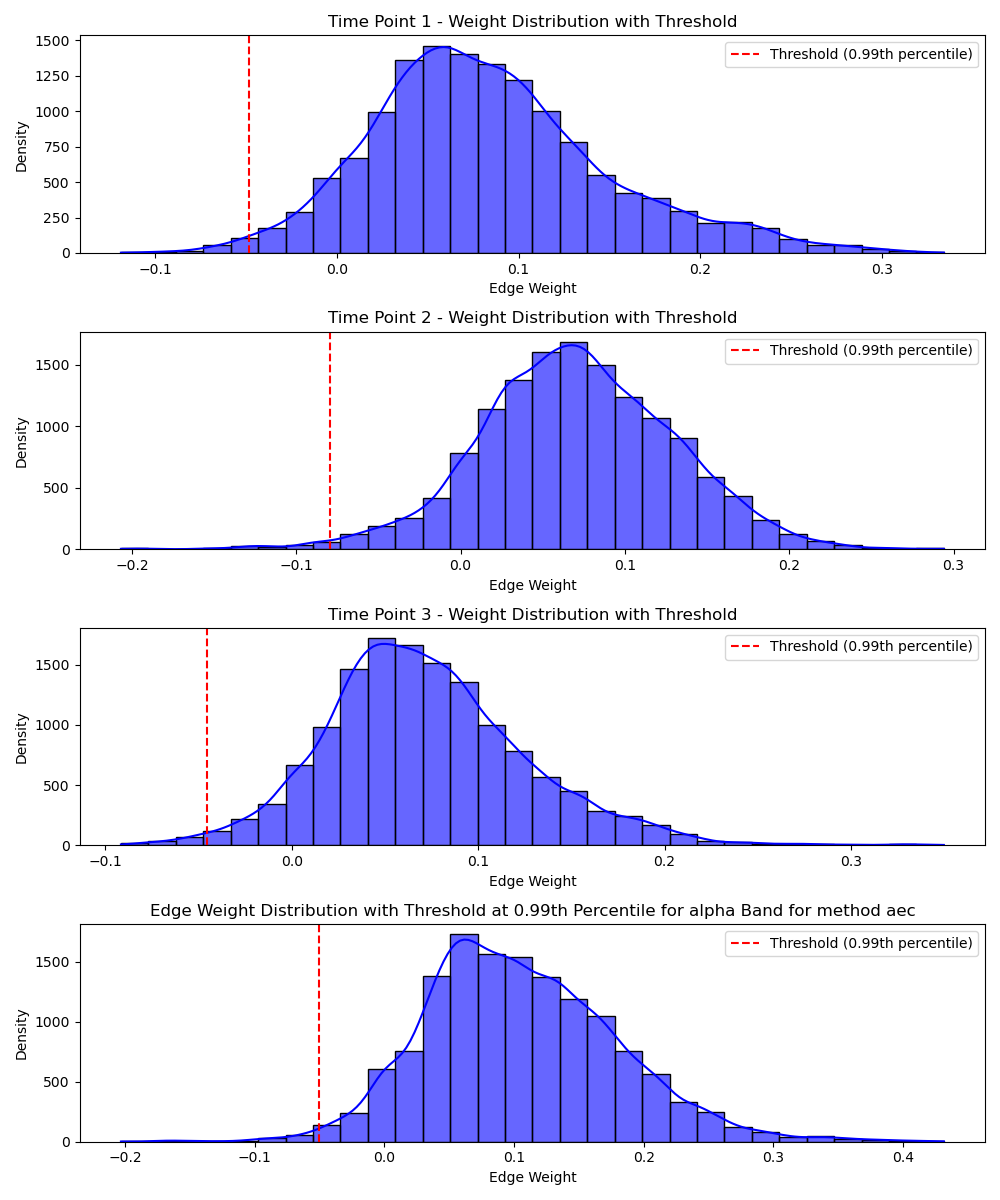 Time Point 1 - Weight Distribution with Threshold
1500
1250
1000
750
500
250
0
Density
Threshold (0.99th percentile)
−0.1 0.0 0.1 0.2 0.3
Edge Weight
Time Point 2 - Weight Distribution with Threshold
1500
1000
500
0
Density
Threshold (0.99th percentile)
−0.2 −0.1 0.0 0.1 0.2 0.3
Edge Weight
Time Point 3 - Weight Distribution with Threshold
1500
1000
500
0
Density
Threshold (0.99th percentile)
−0.1 0.0 0.1 0.2 0.3
Edge Weight
Edge Weight Distribution with Threshold at 0.99th Percentile for alpha Band for method aec
1500
1000
500
0
Density
Threshold (0.99th percentile)
−0.2 −0.1 0.0 0.1 0.2 0.3 0.4
Edge Weight